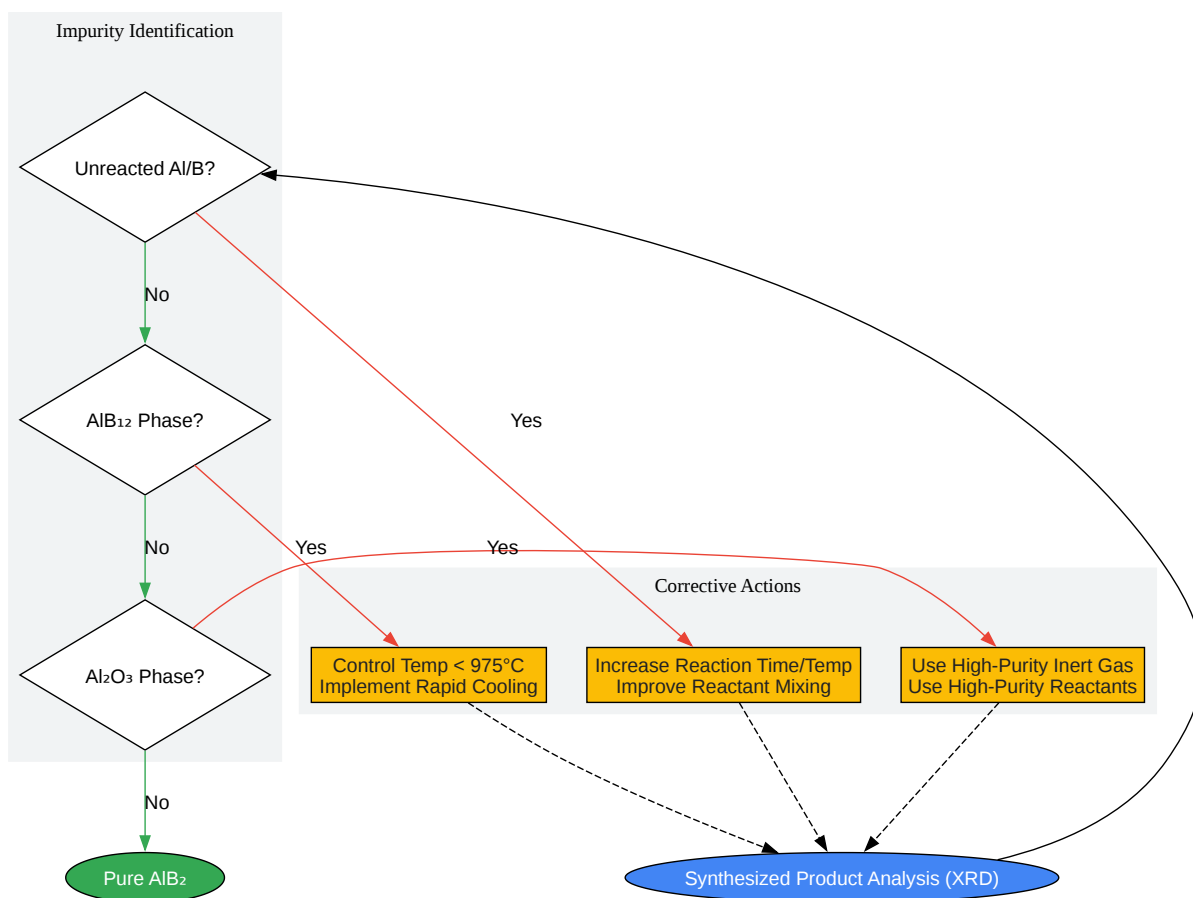 Impurity Identification
Unreacted Al/B?
No
Yes
AlB₁₂ Phase?
No
Yes
Yes
Corrective Actions
Al₂O₃ Phase?
Control Temp < 975°C
Implement Rapid Cooling
Increase Reaction Time/Temp
Improve Reactant Mixing
Use High-Purity Inert Gas
Use High-Purity Reactants
No
Pure AlB₂
Synthesized Product Analysis (XRD)